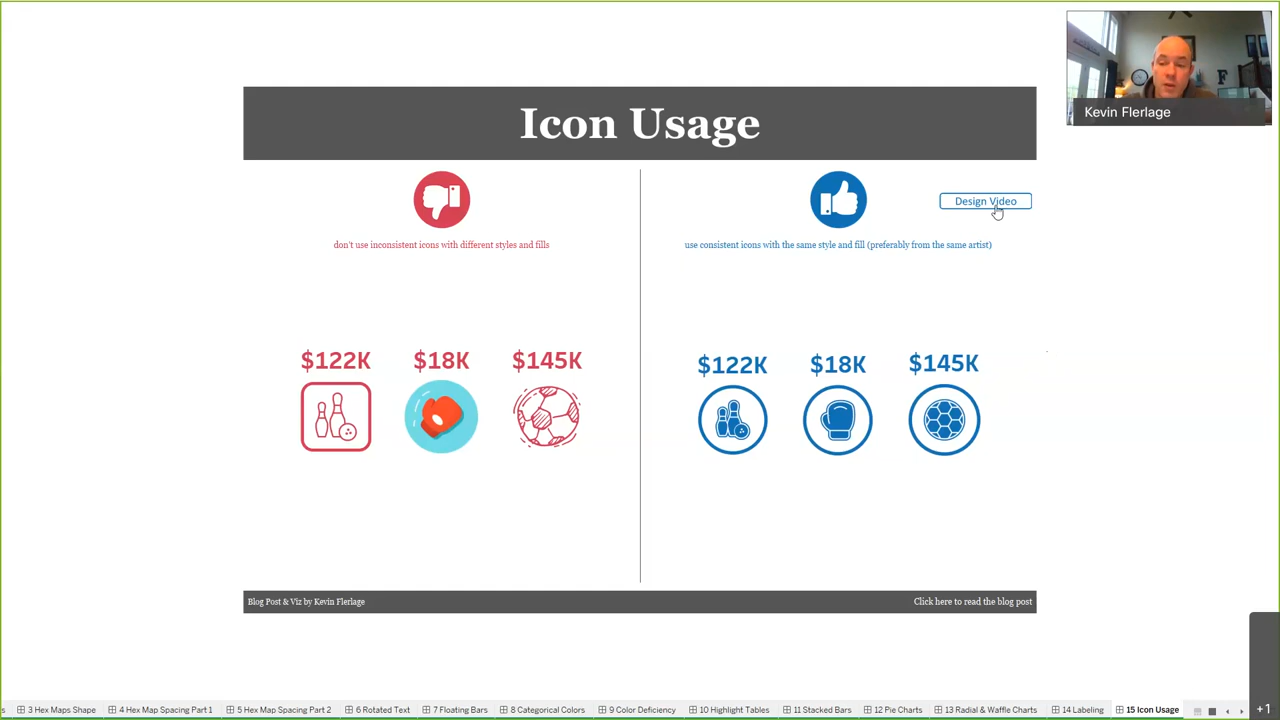 Icon Usage
Kevin Flerlage
F
Design Video
don't use inconsistent icons with different styles and fills
use consistent icons with the same style and fill (preferably from the same artist)
$122K $18K $145K
$122K $18K $145K
Blog Post & Viz by Kevin Flerlage
Click here to read the blog post
s 3 Hex Maps Shape 4 Hex Map Spacing Part 1 5 Hex Map Spacing Part 2 6 Rotated Text 7 Floating Bars 8 Categorical Colors 9 Color Deficiency 10 Highlight Tables 11 Stacked Bars 12 Pie Charts 13 Radial & Waffle Charts 14 Labeling 15 Icon Usage
+1